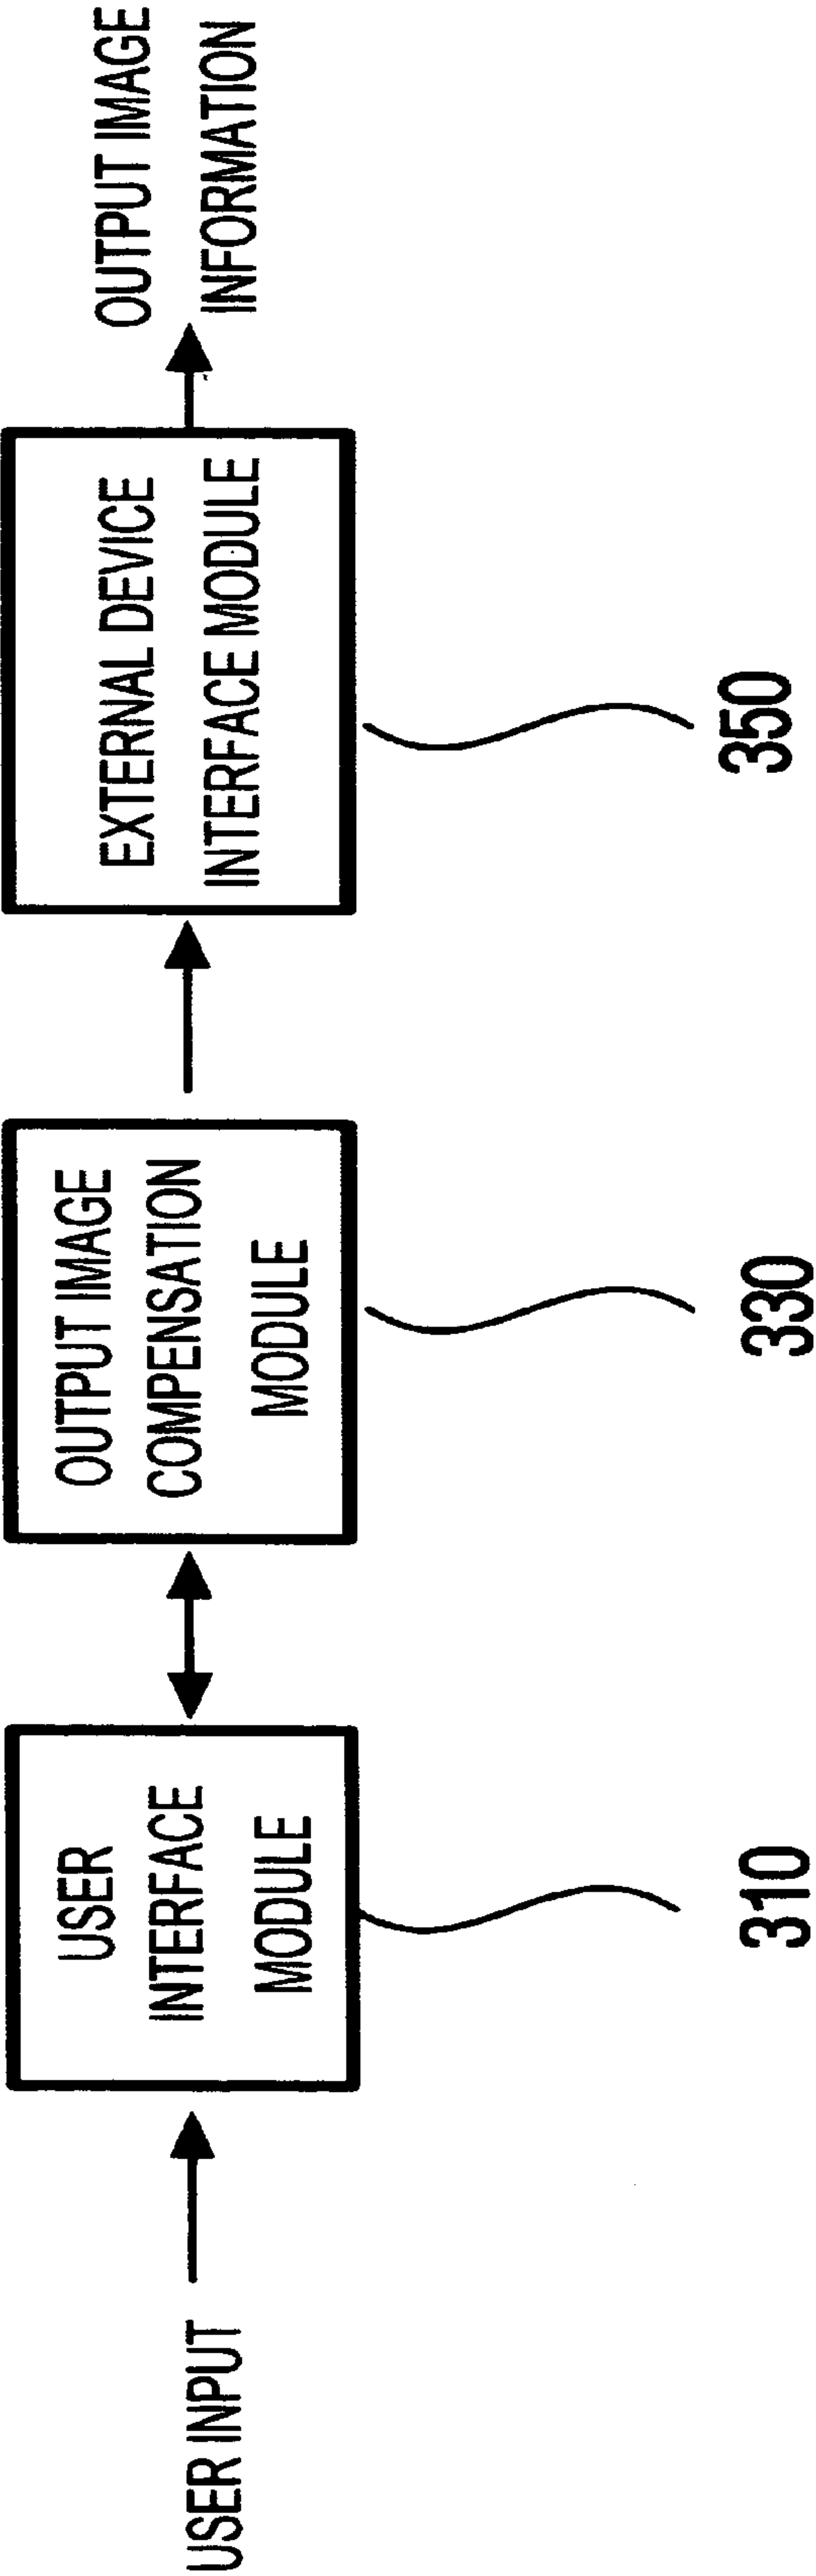 USER INPUT
USER
INTERFACE
MODULE
310
OUTPUT IMAGE
COMPENSATION
MODULE
330
EXTERNAL DEVICE
INTERFACE MODULE
350
OUTPUT IMAGE
INFORMATION